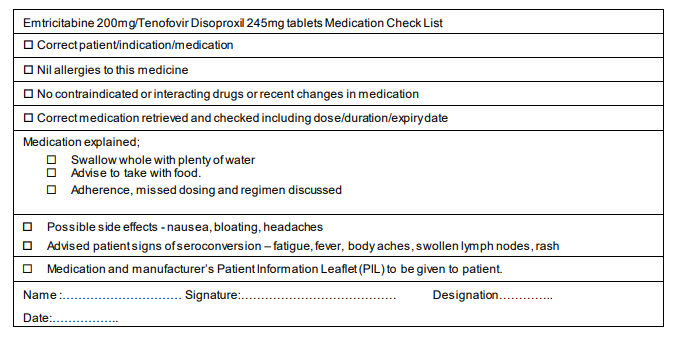 Emtricitabine 200mg/Tenofovir Disoproxil 245mg tablets Medication Check List
☐ Correct patient/indication/medication
☐ Nil allergies to this medicine
☐ No contraindicated or interacting drugs or recent changes in medication
☐ Correct medication retrieved and checked including dose/duration/expiry date
Medication explained;
☐ Swallow whole with plenty of water
☐ Advise to take with food.
☐ Adherence, missed dosing and regimen discussed
☐ Possible side effects - nausea, bloating, headaches
☐ Advised patient signs of seroconversion – fatigue, fever, body aches, swollen lymph nodes, rash
☐ Medication and manufacturer's Patient Information Leaflet (PIL) to be given to patient.
Name :………………………… Signature:………………………………… Designation…………..
Date:……………..